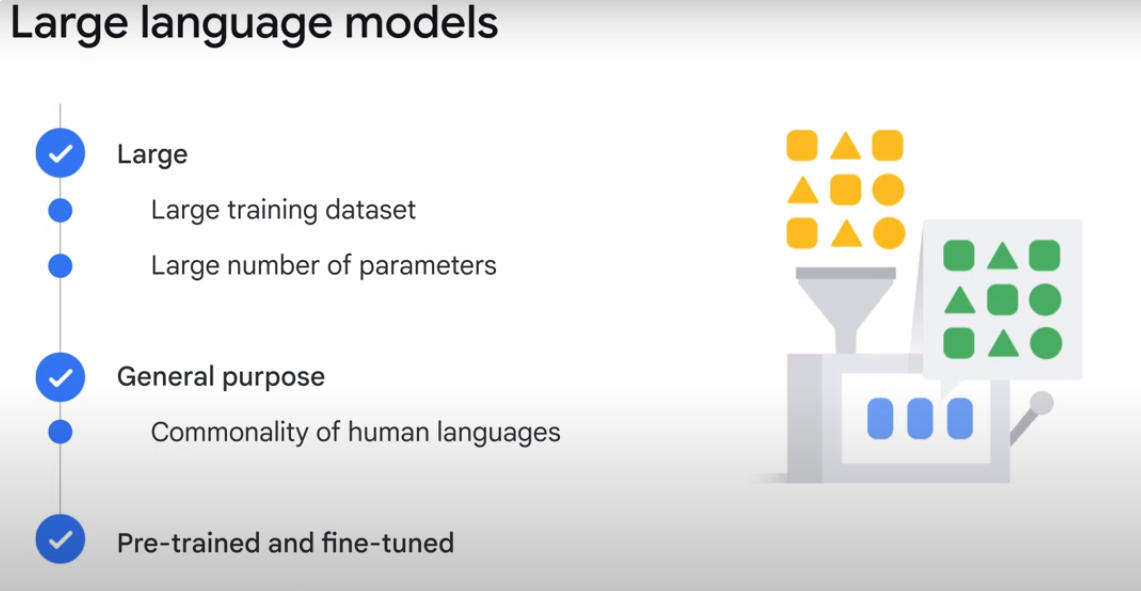 Large language models
Large
Large training dataset
Large number of parameters
General purpose
Commonality of human languages
Pre-trained and fine-tuned